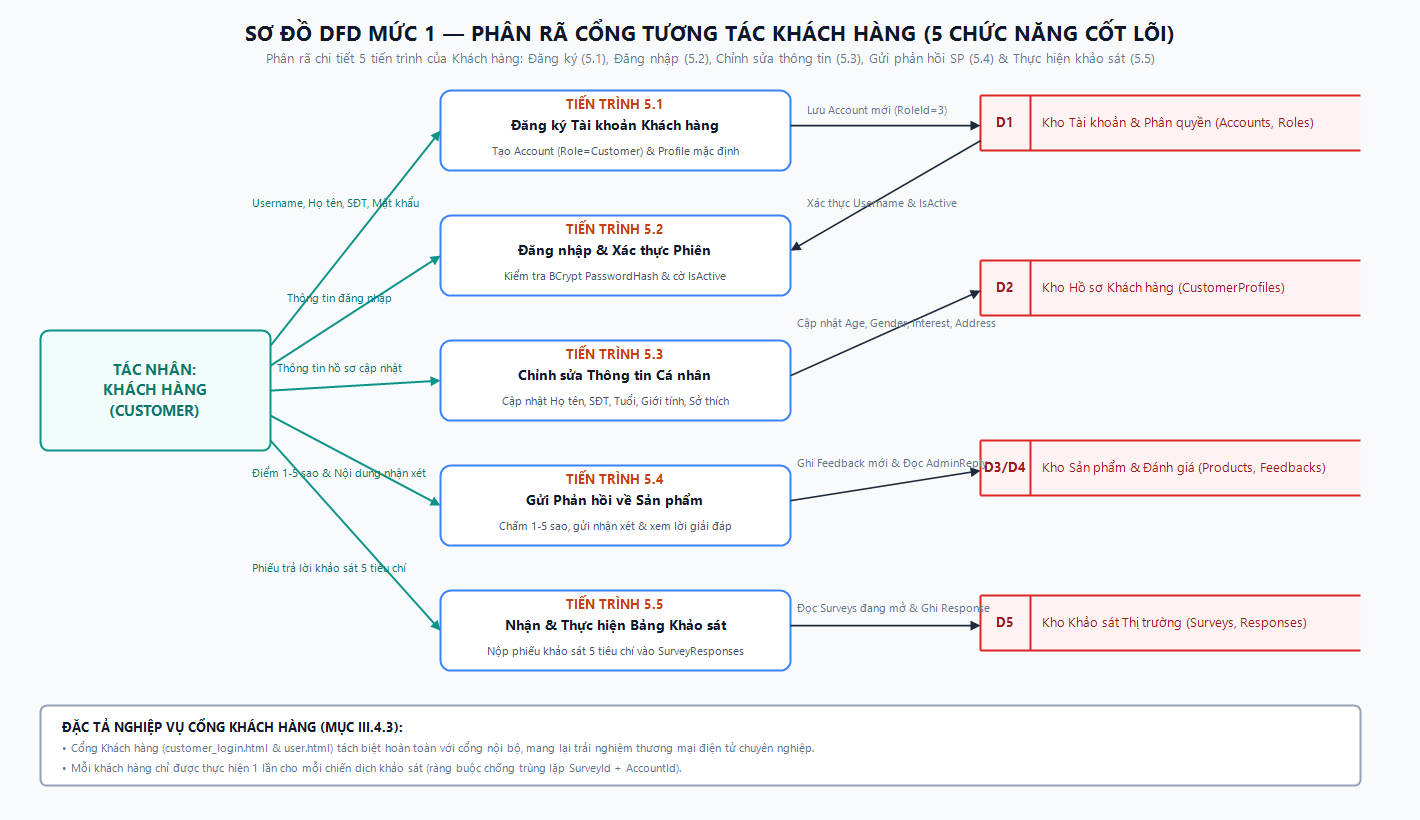 SƠ ĐỒ DFD MỨC 1 — PHÂN RÃ CỔNG TƯƠNG TÁC KHÁCH HÀNG (5 CHỨC NĂNG CỐT LÕI)
Phân rã chi tiết 5 tiến trình của Khách hàng: Đăng ký (5.1), Đăng nhập (5.2), Chỉnh sửa thông tin (5.3), Gửi phản hồi SP (5.4) & Thực hiện khảo sát (5.5)
TÁC NHÂN:
KHÁCH HÀNG
(CUSTOMER)
Username, Họ tên, SĐT, Mật khẩu
Thông tin đăng nhập
Thông tin hồ sơ cập nhật
Điểm 1-5 sao & Nội dung nhận xét
Phiếu trả lời khảo sát 5 tiêu chí
TIẾN TRÌNH 5.1
Đăng ký Tài khoản Khách hàng
Tạo Account (Role=Customer) & Profile mặc định
TIẾN TRÌNH 5.2
Đăng nhập & Xác thực Phiên
Kiểm tra BCrypt PasswordHash & cờ IsActive
TIẾN TRÌNH 5.3
Chỉnh sửa Thông tin Cá nhân
Cập nhật Họ tên, SĐT, Tuổi, Giới tính, Sở thích
TIẾN TRÌNH 5.4
Gửi Phản hồi về Sản phẩm
Chấm 1-5 sao, gửi nhận xét & xem lời giải đáp
TIẾN TRÌNH 5.5
Nhận & Thực hiện Bảng Khảo sát
Nộp phiếu khảo sát 5 tiêu chí vào SurveyResponses
Lưu Account mới (RoleId=3)
Xác thực Username & IsActive
Cập nhật Age, Gender, Interest, Address
Ghi Feedback mới & Đọc AdminReply
Đọc Surveys đang mở & Ghi Response
D1
Kho Tài khoản & Phân quyền (Accounts, Roles)
D2
Kho Hồ sơ Khách hàng (CustomerProfiles)
D3/D4
Kho Sản phẩm & Đánh giá (Products, Feedbacks)
D5
Kho Khảo sát Thị trường (Surveys, Responses)
ĐẶC TẢ NGHIỆP VỤ CỔNG KHÁCH HÀNG (MỤC III.4.3):
• Cổng Khách hàng (customer_login.html & user.html) tách biệt hoàn toàn với cổng nội bộ, mang lại trải nghiệm thương mại điện tử chuyên nghiệp.
• Mỗi khách hàng chỉ được thực hiện 1 lần cho mỗi chiến dịch khảo sát (ràng buộc chống trùng lặp SurveyId + AccountId).